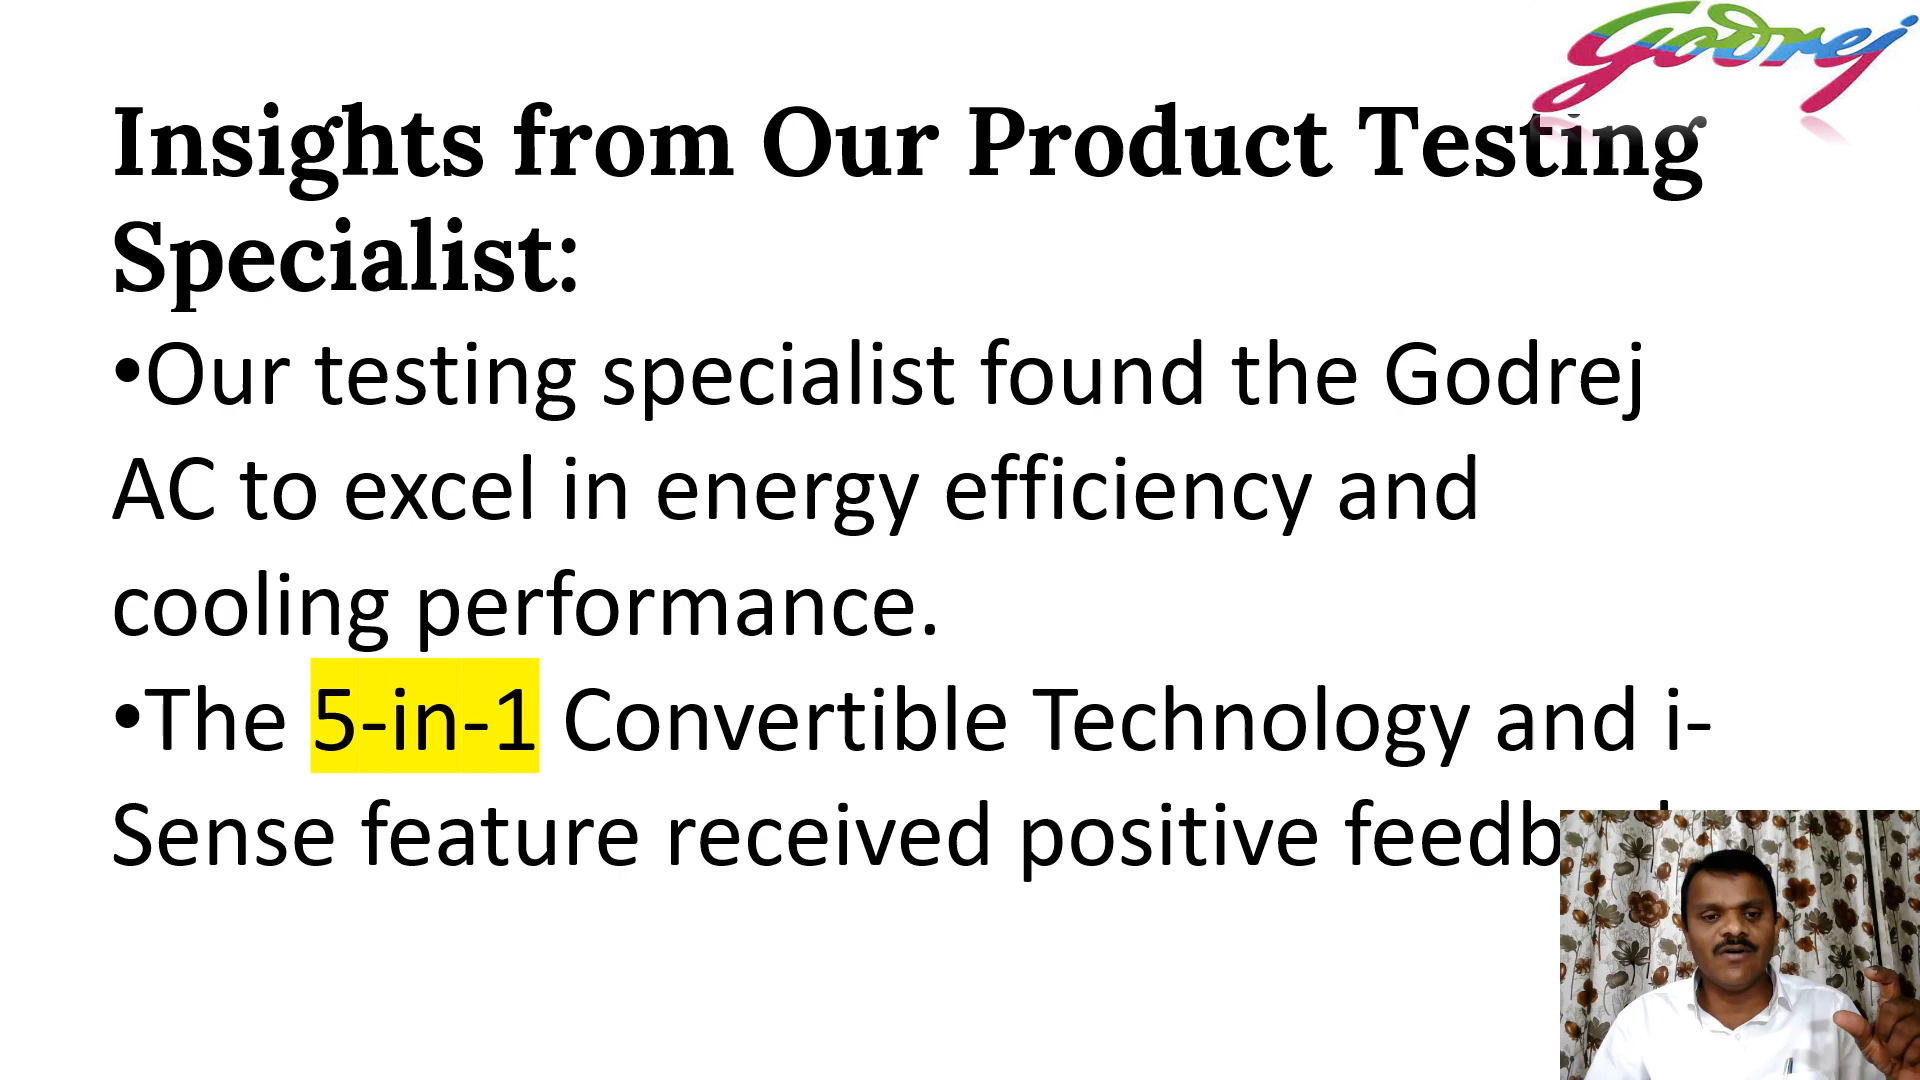 Godrej
Insights from Our Product Testing
Specialist:
•Our testing specialist found the Godrej
AC to excel in energy efficiency and
cooling performance.
•The 5-in-1 Convertible Technology and i-
Sense feature received positive